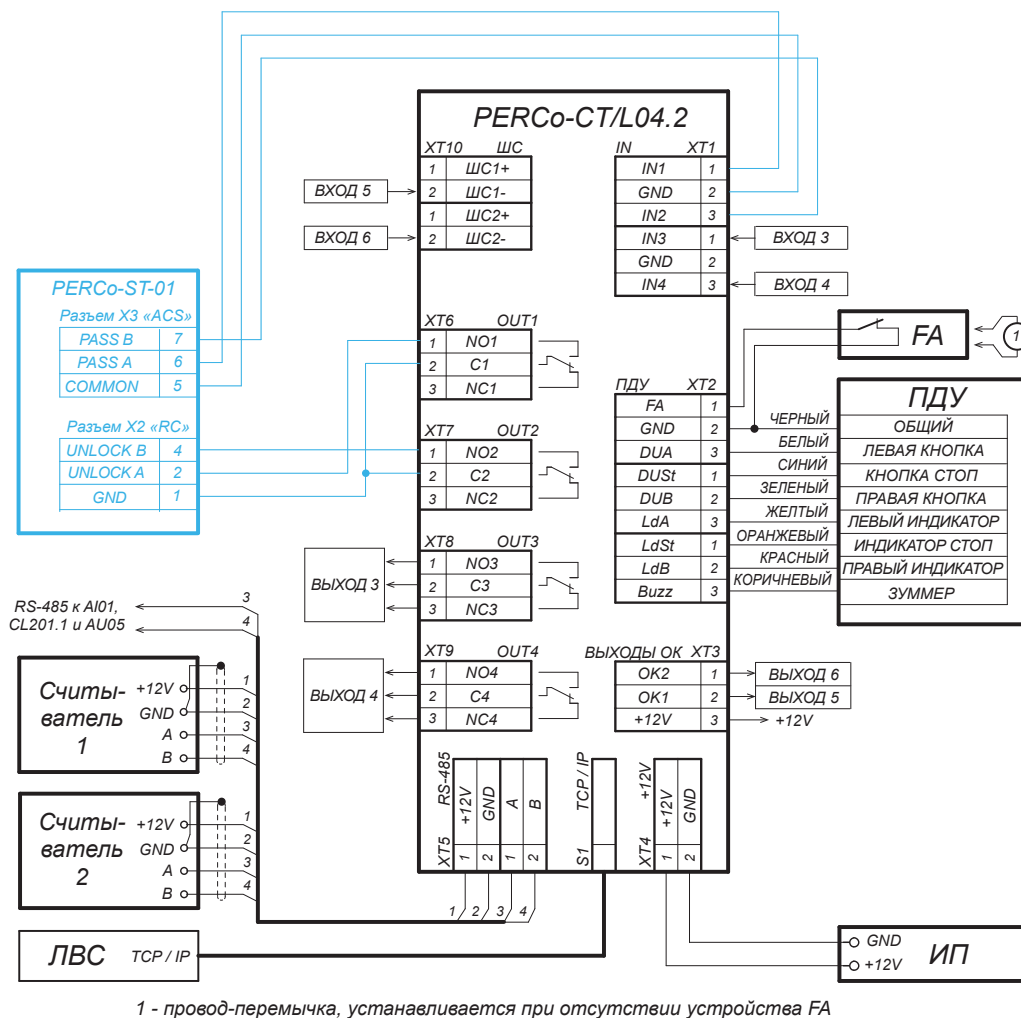 PERCo-CT/L04.2
XT10 ШС
1 ШС1+
2 ШС1-
1 ШС2+
2 ШС2-
ВХОД 5
ВХОД 6
IN XT1
IN1 1
GND 2
IN2 3
IN3 1
GND 2
IN4 3
ВХОД 3
ВХОД 4
PERCo-ST-01
Разъем X3 «ACS»
PASS B 7
PASS A 6
COMMON 5
Разъем X2 «RC»
UNLOCK B 4
UNLOCK A 2
GND 1
XT6 OUT1
1 NO1
2 C1
3 NC1
XT7 OUT2
1 NO2
2 C2
3 NC2
XT8 OUT3
1 NO3
2 C3
3 NC3
ВЫХОД 3
XT9 OUT4
1 NO4
2 C4
3 NC4
ВЫХОД 4
FA
1
ПДУ XT2
FA 1
GND 2
DUA 3
DUSt 1
DUB 2
LdA 3
LdSt 1
LdB 2
Buzz 3
ЧЕРНЫЙ
БЕЛЫЙ
СИНИЙ
ЗЕЛЕНЫЙ
ЖЕЛТЫЙ
ОРАНЖЕВЫЙ
КРАСНЫЙ
КОРИЧНЕВЫЙ
ПДУ
ОБЩИЙ
ЛЕВАЯ КНОПКА
КНОПКА СТОП
ПРАВАЯ КНОПКА
ЛЕВЫЙ ИНДИКАТОР
ИНДИКАТОР СТОП
ПРАВЫЙ ИНДИКАТОР
ЗУММЕР
ВЫХОДЫ ОК XT3
OK2 1
OK1 2
+12V 3
ВЫХОД 6
ВЫХОД 5
+12V
RS-485 к AI01,
CL201.1 и AU05
3
4
Считы-
ватель
1
+12V 1
GND 2
A 3
B 4
Считы-
ватель
2
+12V 1
GND 2
A 3
B 4
XT5 RS-485
1 +12V
2 GND
1 A
2 B
1 2 3 4
S1 TCP / IP
XT4 +12V
1 +12V
2 GND
ЛВС TCP / IP
GND
+12V
ИП
1 - провод-перемычка, устанавливается при отсутствии устройства FA